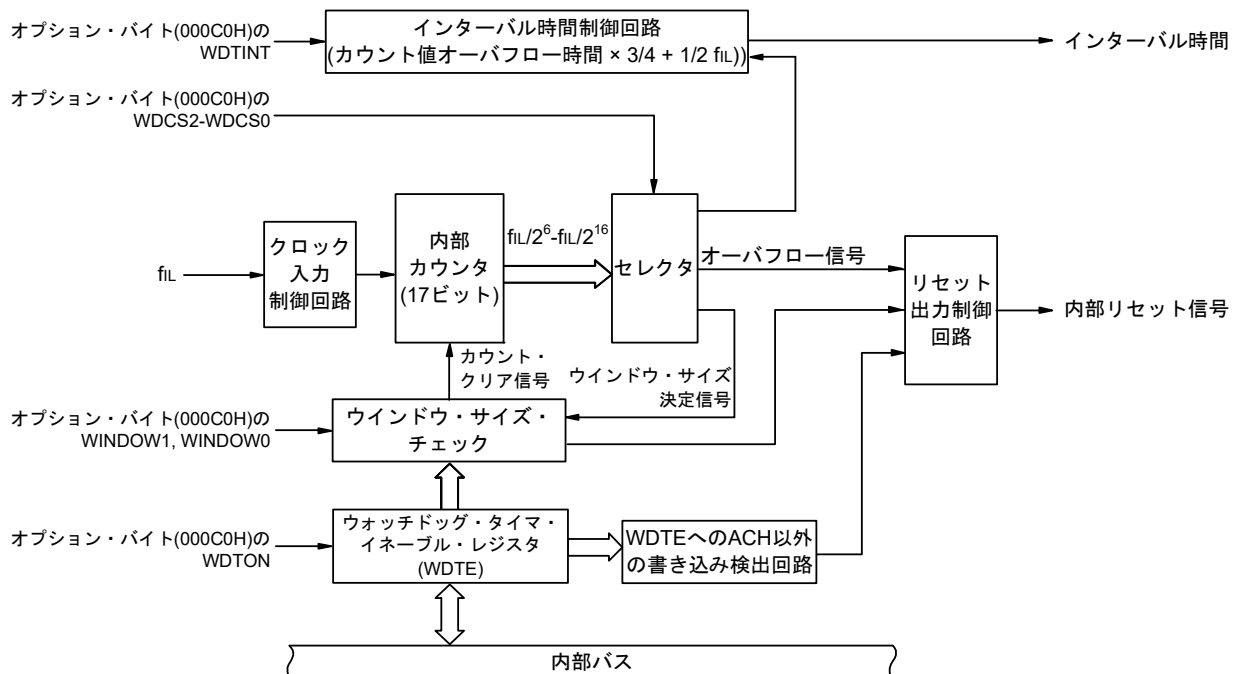 オプション・バイト(000C0H)の
WDTINT
インターバル時間制御回路
(カウント値オーバフロー時間 × 3/4 + 1/2 fIL))
インターバル時間
オプション・バイト(000C0H)の
WDCS2-WDCS0
fIL
クロック
入力
制御回路
内部
カウンタ
(17ビット)
fIL/2^6-fIL/2^16
セレクタ
オーバフロー信号
リセット
出力制御
回路
内部リセット信号
カウント・
クリア信号
ウインドウ・サイズ
決定信号
オプション・バイト(000C0H)の
WINDOW1, WINDOW0
ウインドウ・サイズ・
チェック
オプション・バイト(000C0H)の
WDTON
ウォッチドッグ・タイマ・
イネーブル・レジスタ
(WDTE)
WDTEへのACH以外
の書き込み検出回路
内部バス